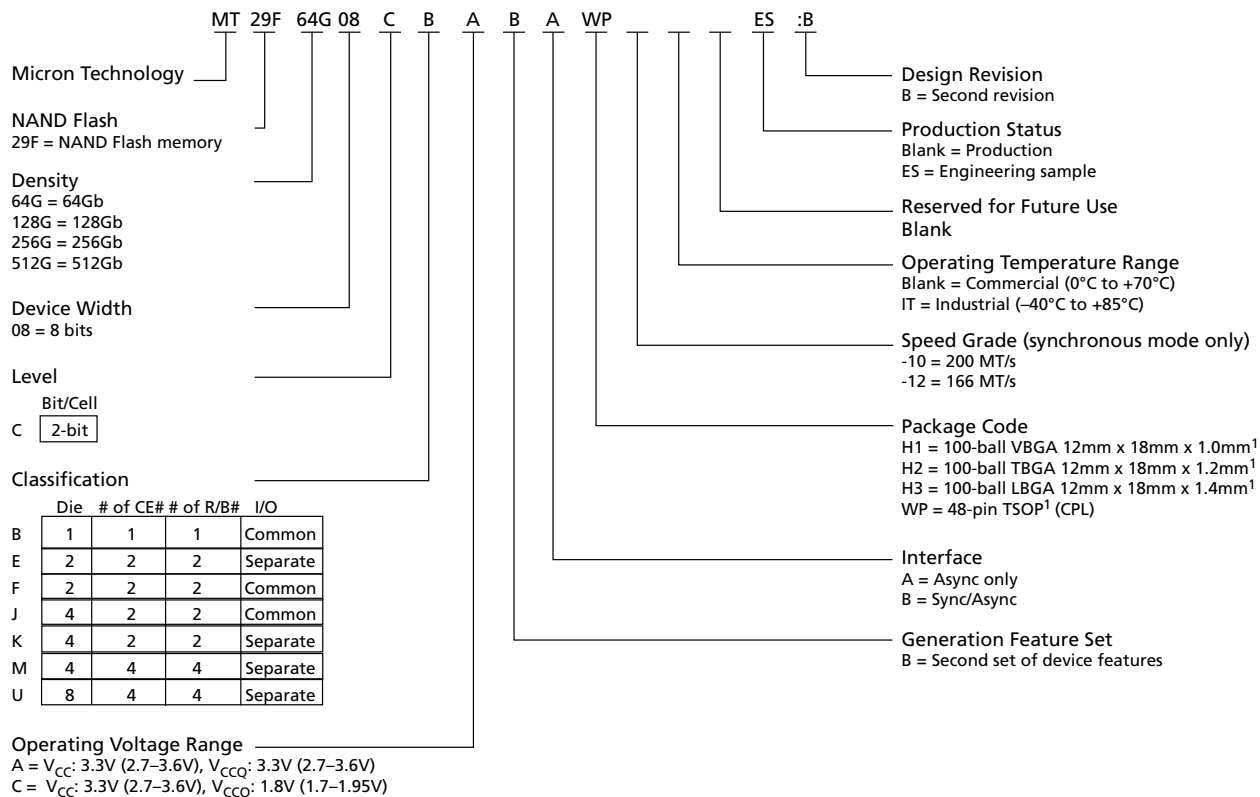 MT 29F 64G 08 C B A B A WP ES :B
Micron Technology
NAND Flash
29F = NAND Flash memory
Density
64G = 64Gb
128G = 128Gb
256G = 256Gb
512G = 512Gb
Device Width
08 = 8 bits
Level
Bit/Cell
C 2-bit
Classification
Die # of CE# # of R/B# I/O
B 1 1 1 Common
E 2 2 2 Separate
F 2 2 2 Common
J 4 2 2 Common
K 4 2 2 Separate
M 4 4 4 Separate
U 8 4 4 Separate
Operating Voltage Range
A = VCC: 3.3V (2.7–3.6V), VCCQ: 3.3V (2.7–3.6V)
C = VCC: 3.3V (2.7–3.6V), VCCQ: 1.8V (1.7–1.95V)
Design Revision
B = Second revision
Production Status
Blank = Production
ES = Engineering sample
Reserved for Future Use
Blank
Operating Temperature Range
Blank = Commercial (0°C to +70°C)
IT = Industrial (–40°C to +85°C)
Speed Grade (synchronous mode only)
-10 = 200 MT/s
-12 = 166 MT/s
Package Code
H1 = 100-ball VBGA 12mm x 18mm x 1.0mm1
H2 = 100-ball TBGA 12mm x 18mm x 1.2mm1
H3 = 100-ball LBGA 12mm x 18mm x 1.4mm1
WP = 48-pin TSOP1 (CPL)
Interface
A = Async only
B = Sync/Async
Generation Feature Set
B = Second set of device features